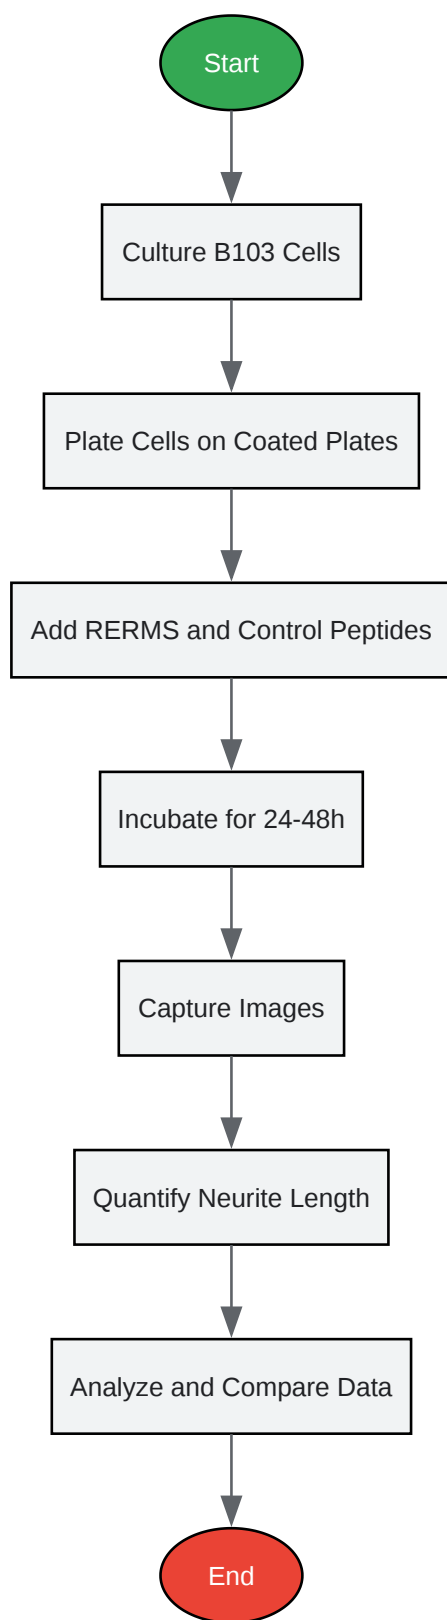 Start
Culture B103 Cells
Plate Cells on Coated Plates
Add RERMS and Control Peptides
Incubate for 24-48h
Capture Images
Quantify Neurite Length
Analyze and Compare Data
End